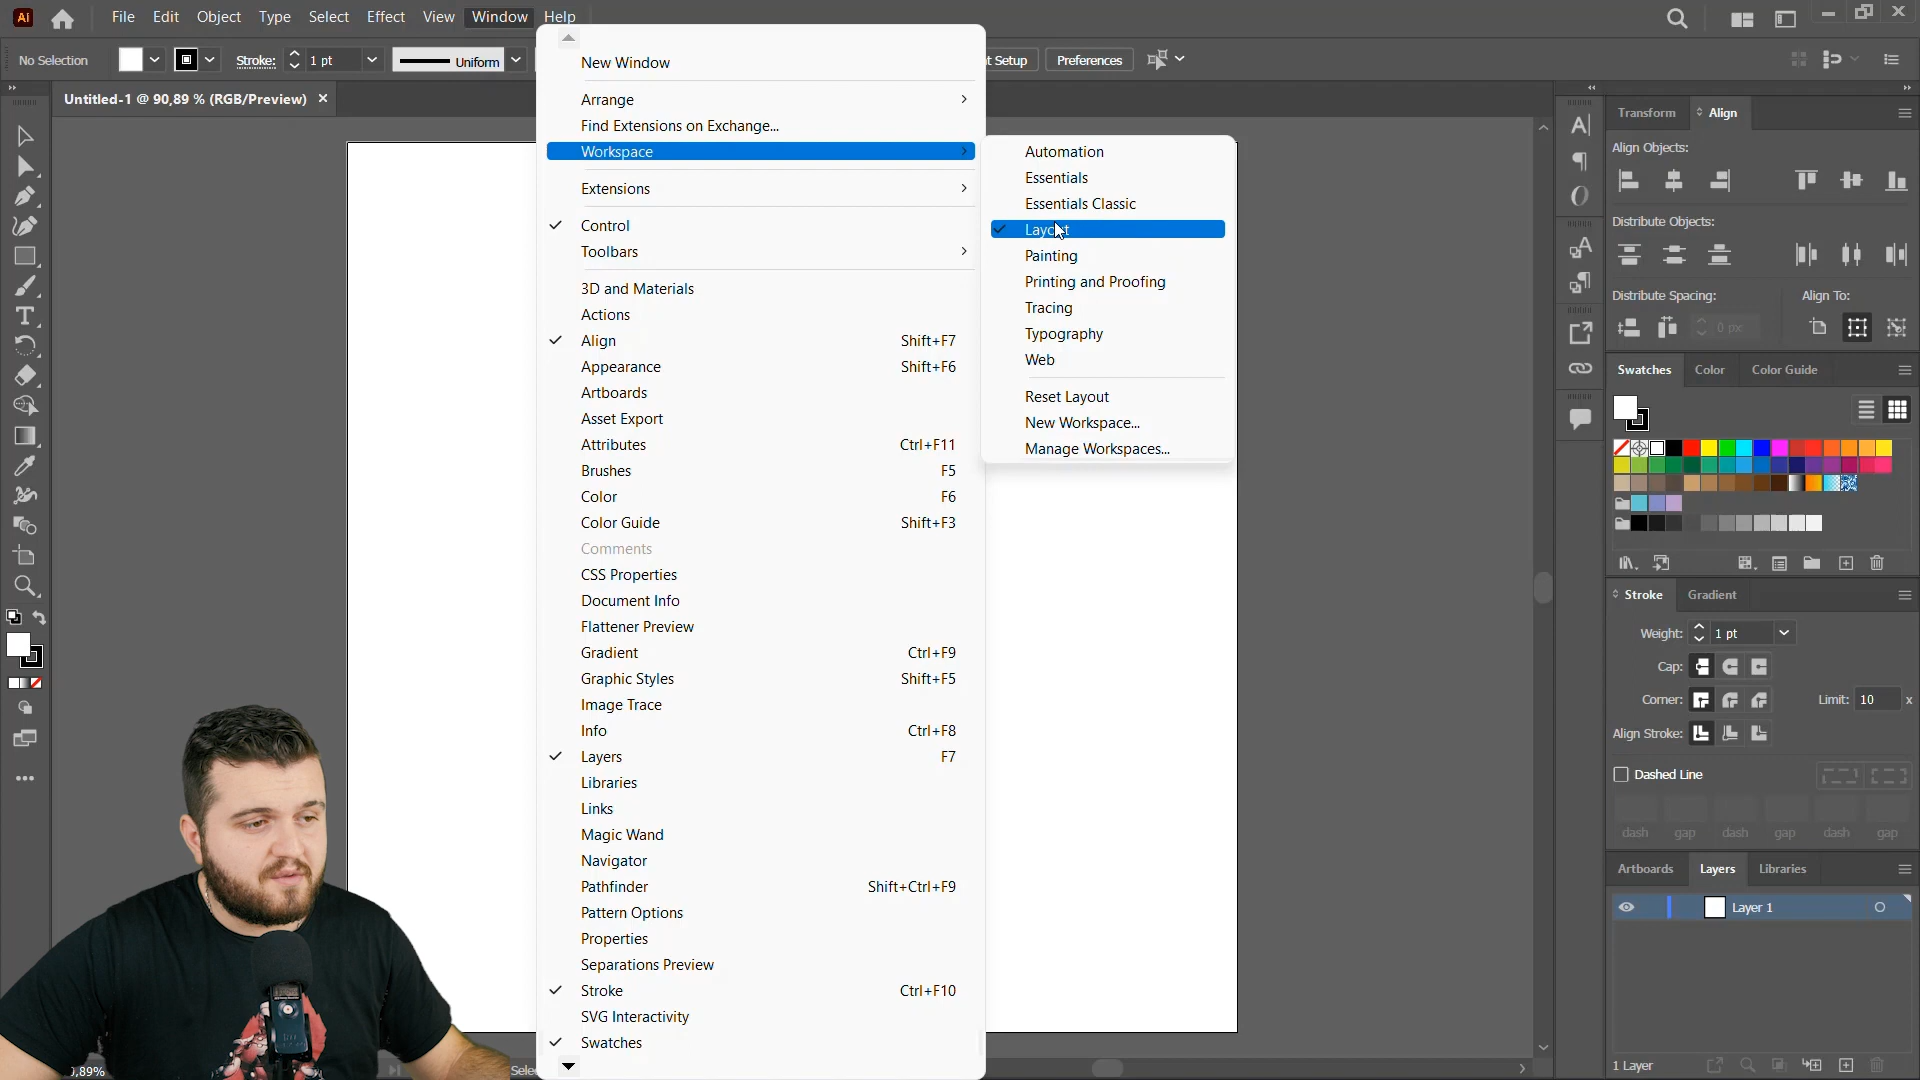 Ai
File Edit Object Type Select Effect View Window Help
No Selection
Stroke:
1 pt
Uniform
t Setup
Preferences
Untitled-1 @ 90,89 % (RGB/Preview)
New Window
Arrange
Find Extensions on Exchange...
Workspace
Extensions
Control
Toolbars
3D and Materials
Actions
Align Shift+F7
Appearance Shift+F6
Artboards
Asset Export
Attributes Ctrl+F11
Brushes F5
Color F6
Color Guide Shift+F3
Comments
CSS Properties
Document Info
Flattener Preview
Gradient Ctrl+F9
Graphic Styles Shift+F5
Image Trace
Info Ctrl+F8
Layers F7
Libraries
Links
Magic Wand
Navigator
Pathfinder Shift+Ctrl+F9
Pattern Options
Properties
Separations Preview
Stroke Ctrl+F10
SVG Interactivity
Swatches
Automation
Essentials
Essentials Classic
Layout
Painting
Printing and Proofing
Tracing
Typography
Web
Reset Layout
New Workspace...
Manage Workspaces...
Transform Align
Align Objects:
Distribute Objects:
Distribute Spacing: Align To:
0 px
Swatches Color Color Guide
Stroke Gradient
Weight: 1 pt
Cap:
Corner: Limit: 10 x
Align Stroke:
Dashed Line
dash gap dash gap dash gap
Artboards Layers Libraries
Layer 1
1 Layer
),89%
Selec